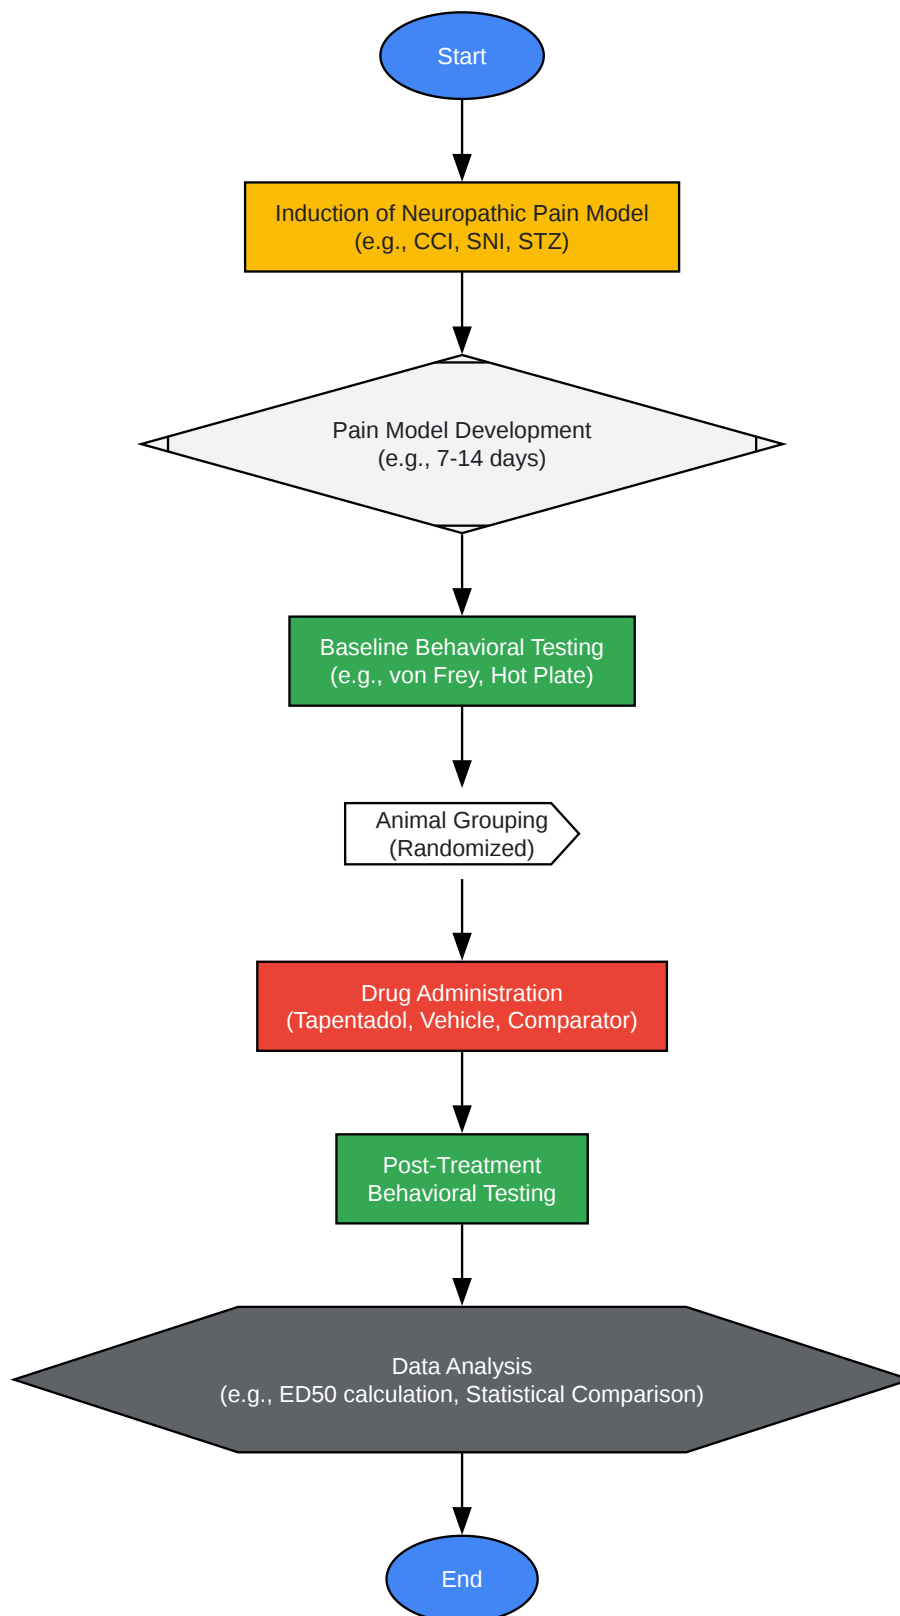 Start
Induction of Neuropathic Pain Model
(e.g., CCI, SNI, STZ)
Pain Model Development
(e.g., 7-14 days)
Baseline Behavioral Testing
(e.g., von Frey, Hot Plate)
Animal Grouping
(Randomized)
Drug Administration
(Tapentadol, Vehicle, Comparator)
Post-Treatment
Behavioral Testing
Data Analysis
(e.g., ED50 calculation, Statistical Comparison)
End